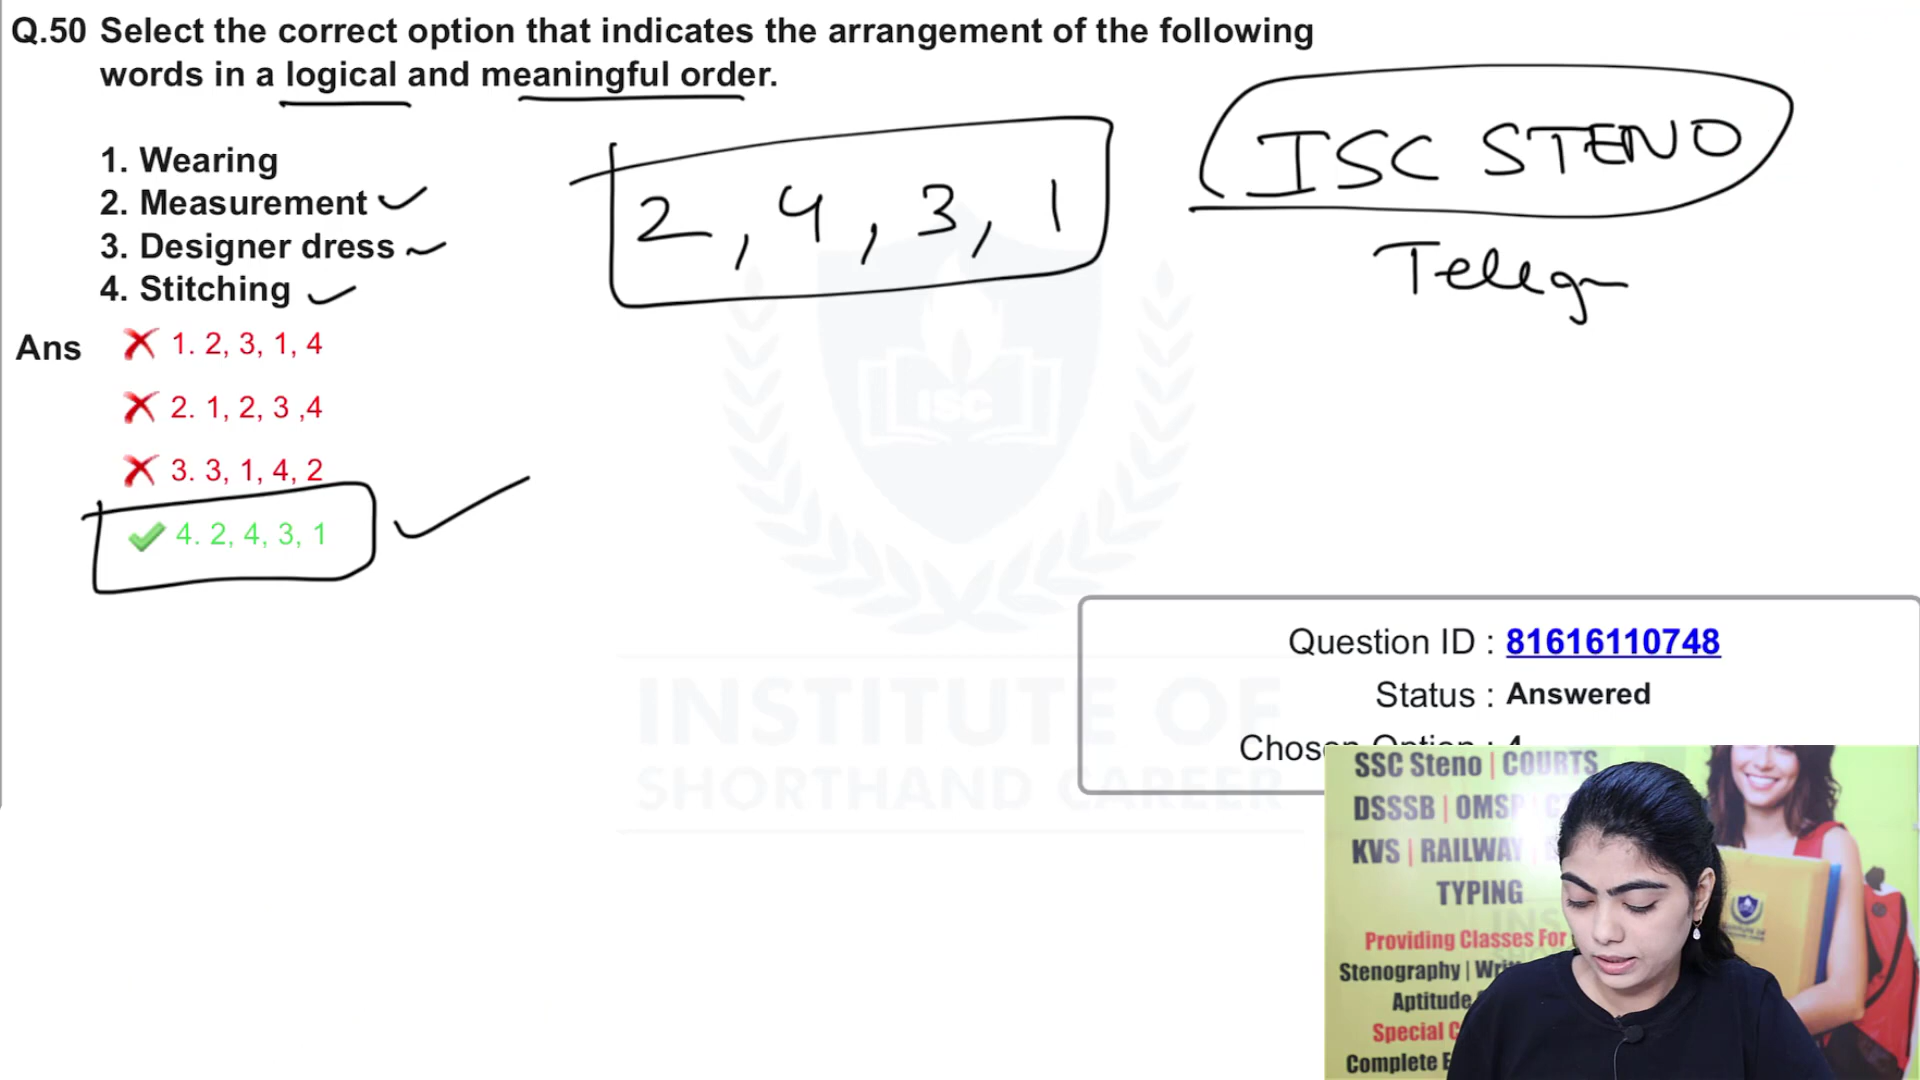 Q.50 Select the correct option that indicates the arrangement of the following
words in a logical and meaningful order.
1. Wearing
2. Measurement
3. Designer dress
4. Stitching
2, 4, 3, 1
ISC STENO
Teleg
Ans
1. 2, 3, 1, 4
2. 1, 2, 3 ,4
3. 3, 1, 4, 2
4. 2, 4, 3, 1
ISC
INSTITUTE OF
SHORTHAND CAREER
Question ID : 81616110748
Status : Answered
Chosen Option : 4
SSC Steno | COURTS
DSSSB | OMSP
KVS | RAILWAY
TYPING
Providing Classes For
Stenography |
Aptitude
Special
Complete